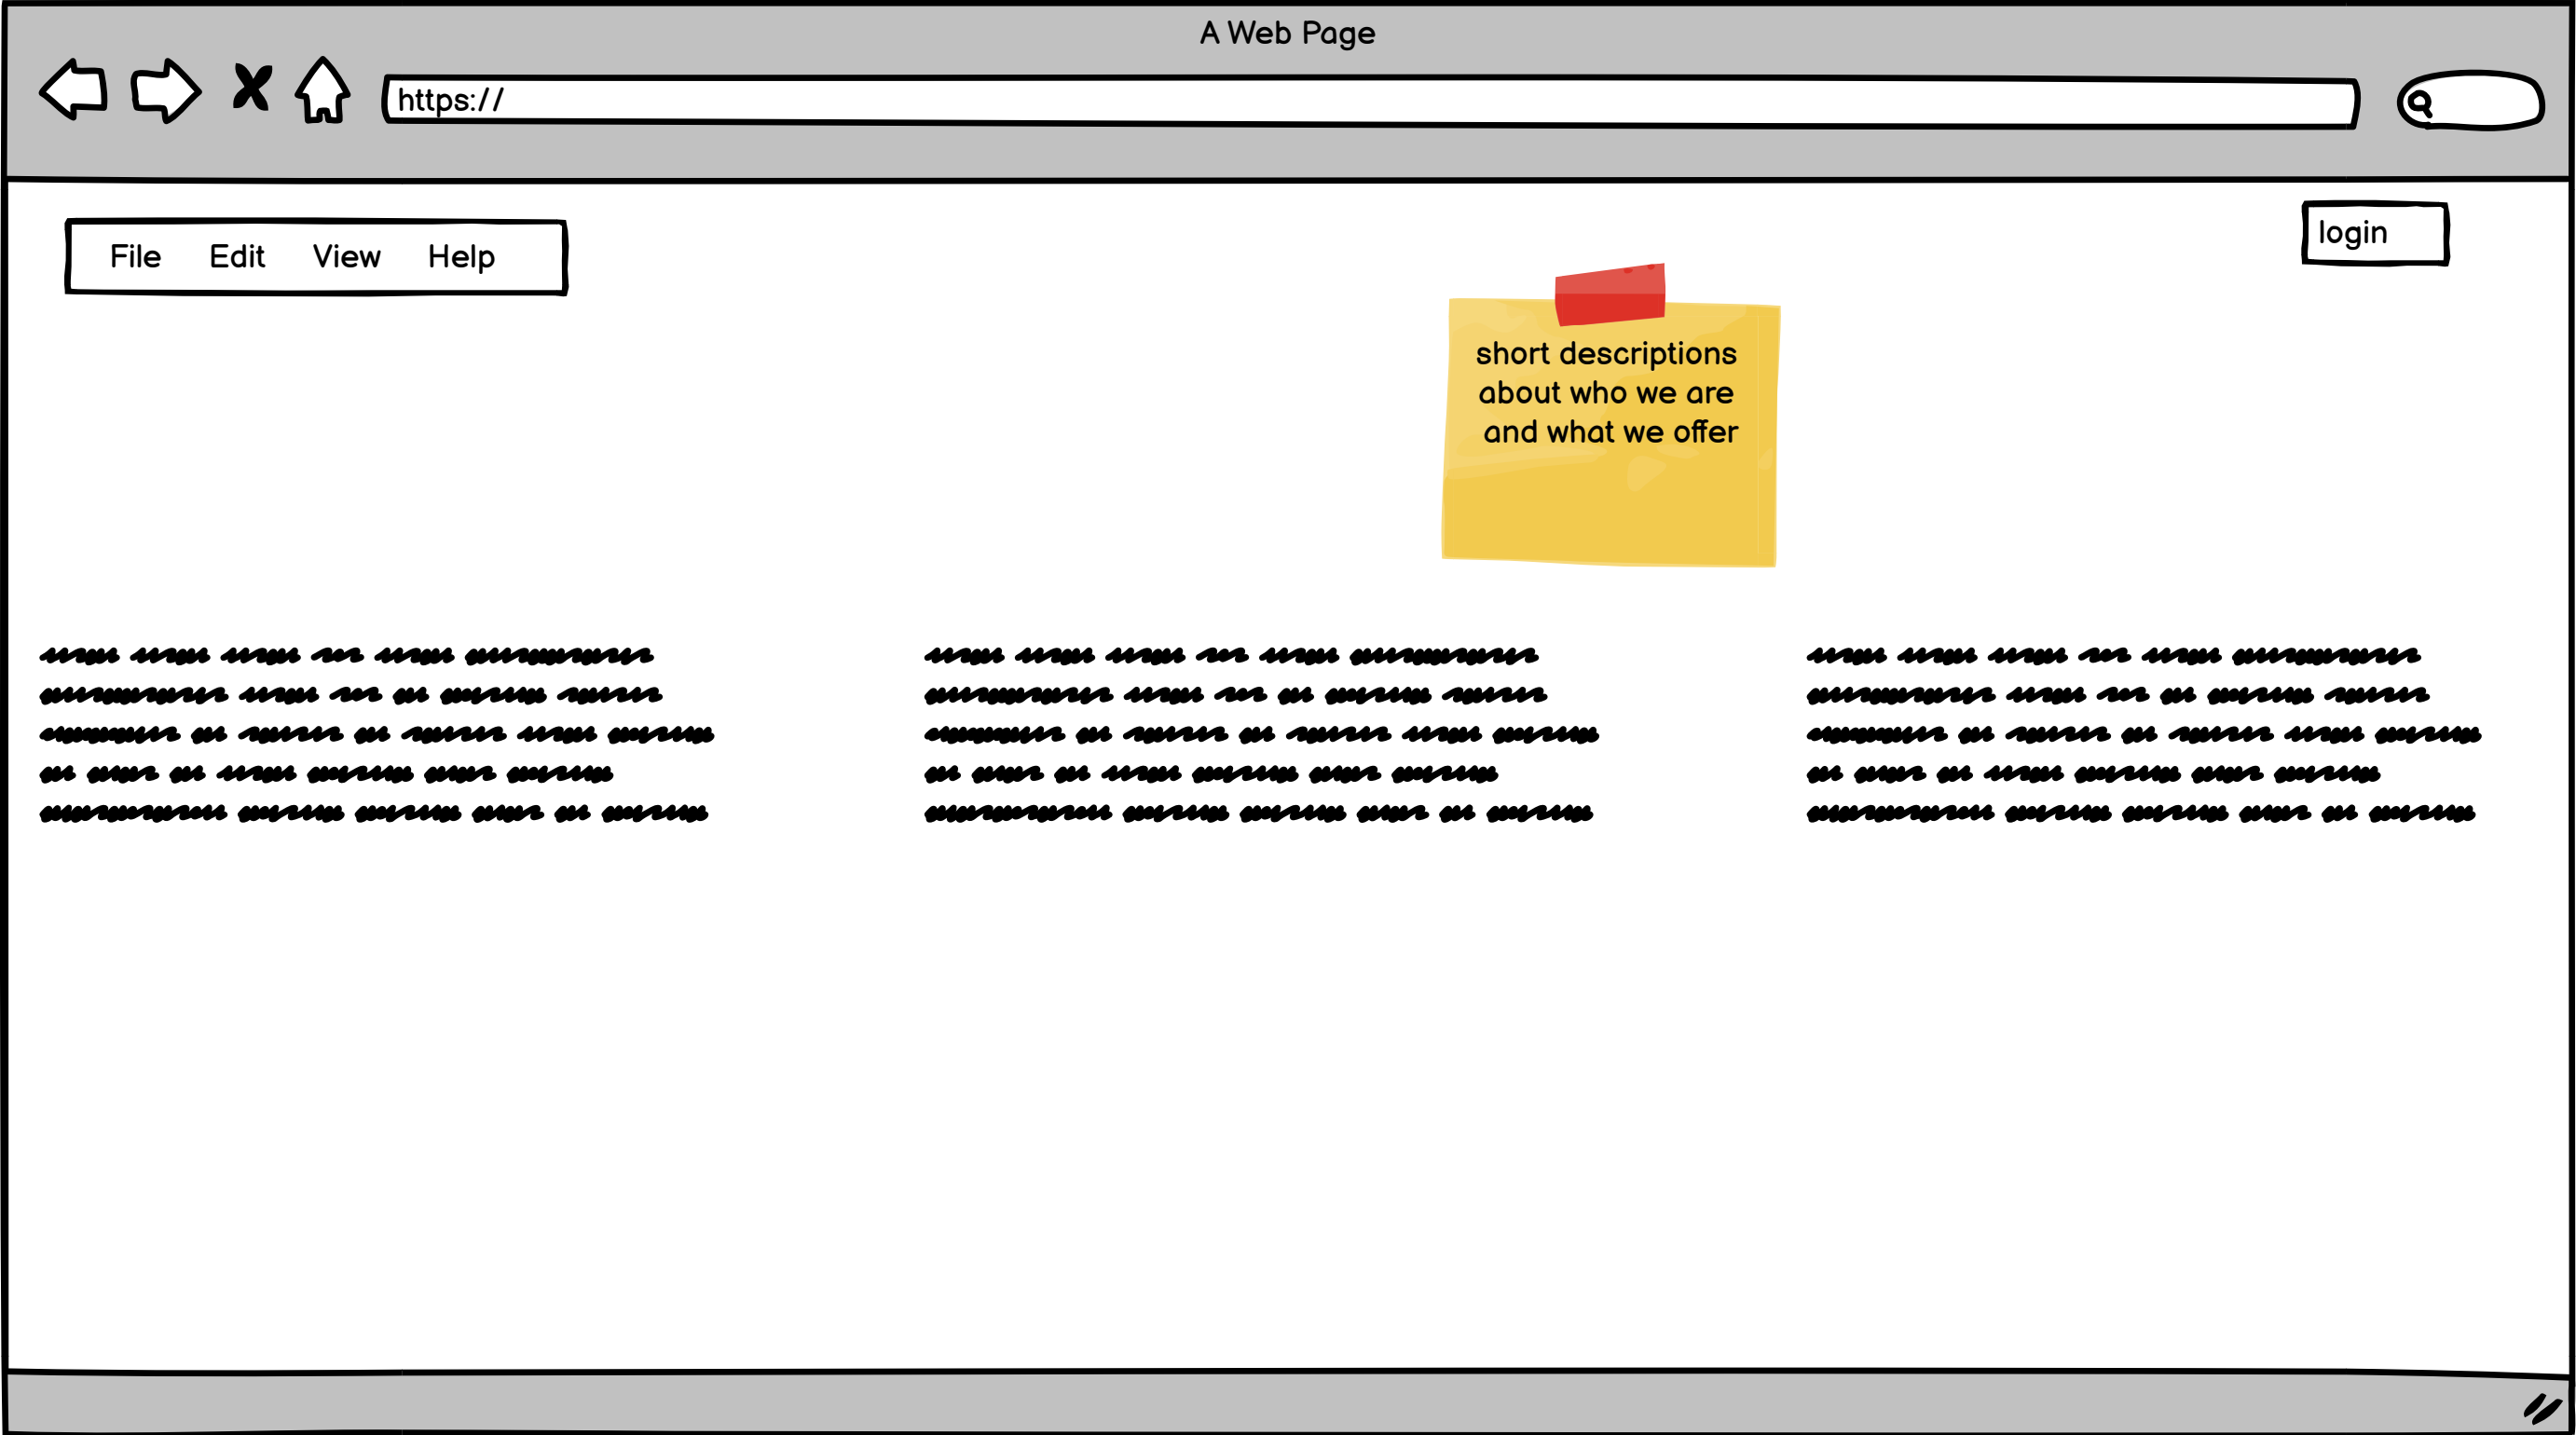 A Web Page
https://
File Edit View Help
login
short descriptions
about who we are
and what we offer